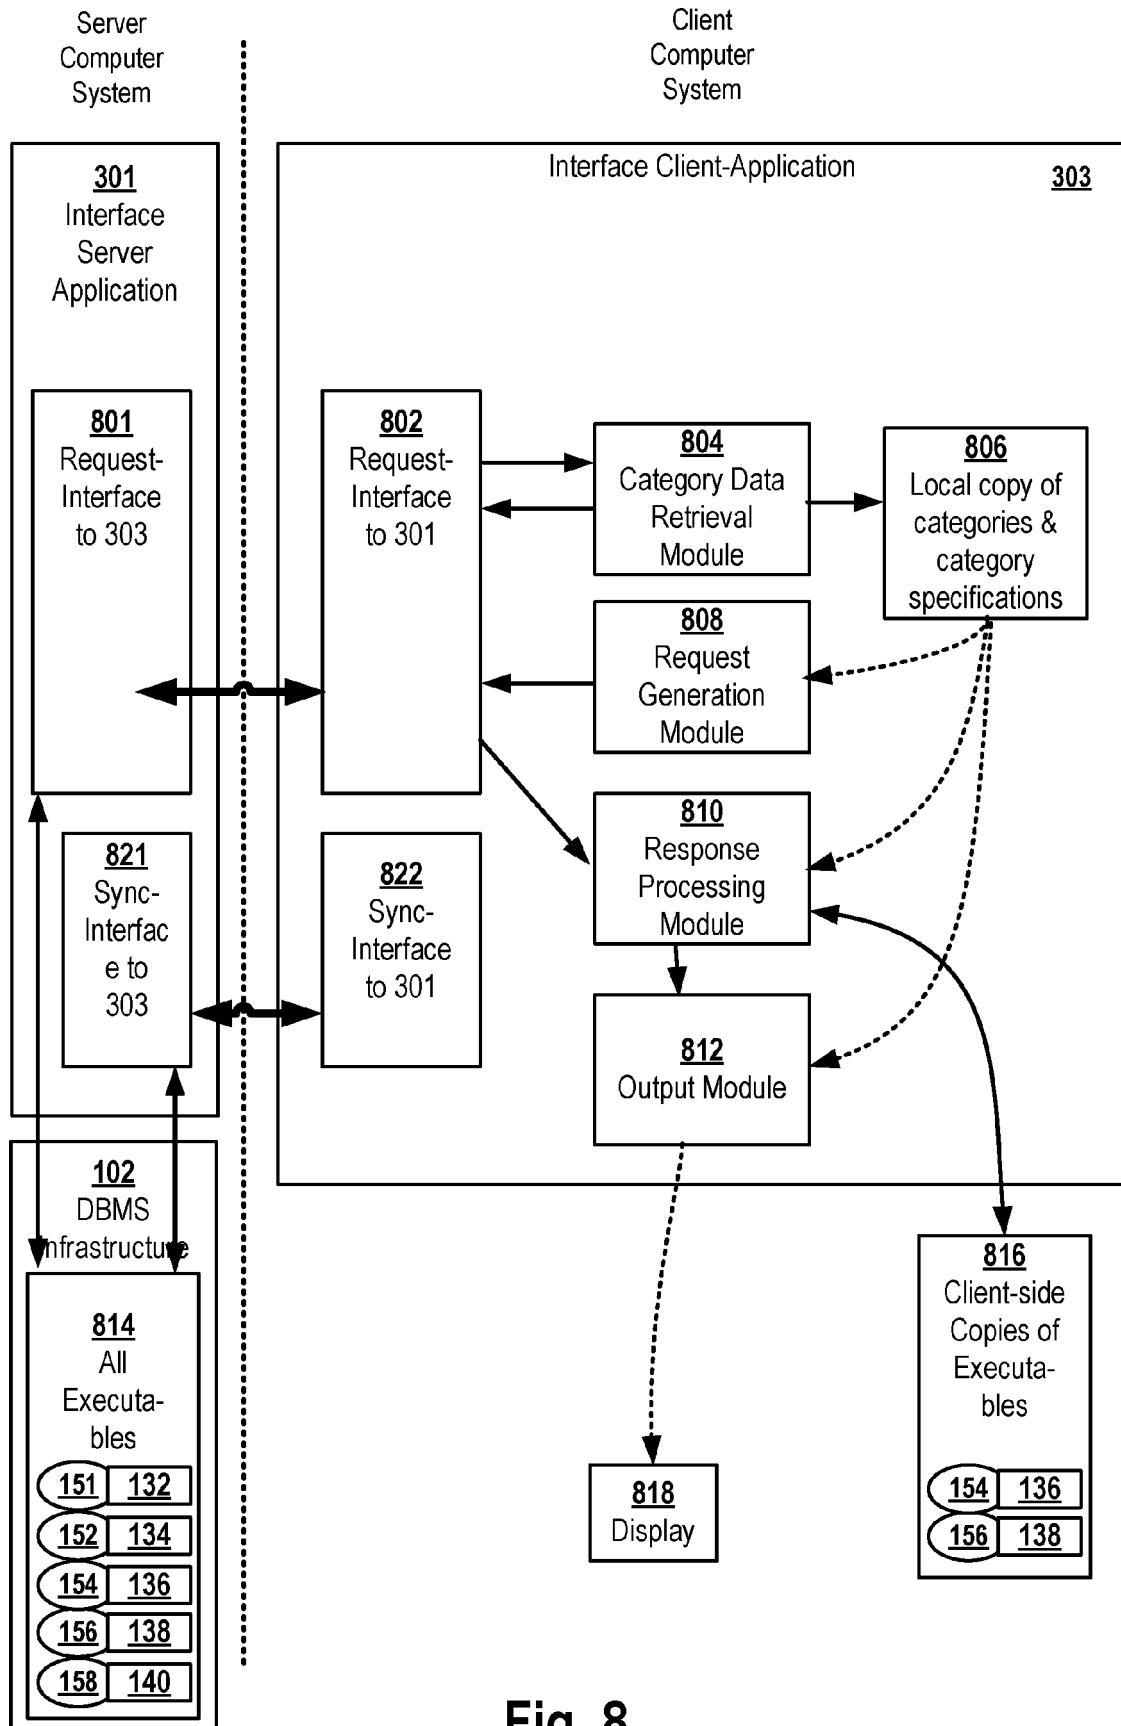 Server
Computer
System
Client
Computer
System
301
Interface
Server
Application
Interface Client-Application
303
801
Request-
Interface
to 303
802
Request-
Interface
to 301
804
Category Data
Retrieval
Module
806
Local copy of
categories &
category
specifications
808
Request
Generation
Module
810
Response
Processing
Module
821
Sync-
Interfac
e to
303
822
Sync-
Interface
to 301
812
Output Module
102
DBMS
Infrastructure
814
All
Executa-
bles
151 132
152 134
154 136
156 138
158 140
816
Client-side
Copies of
Executa-
bles
154 136
156 138
818
Display
Fig. 8